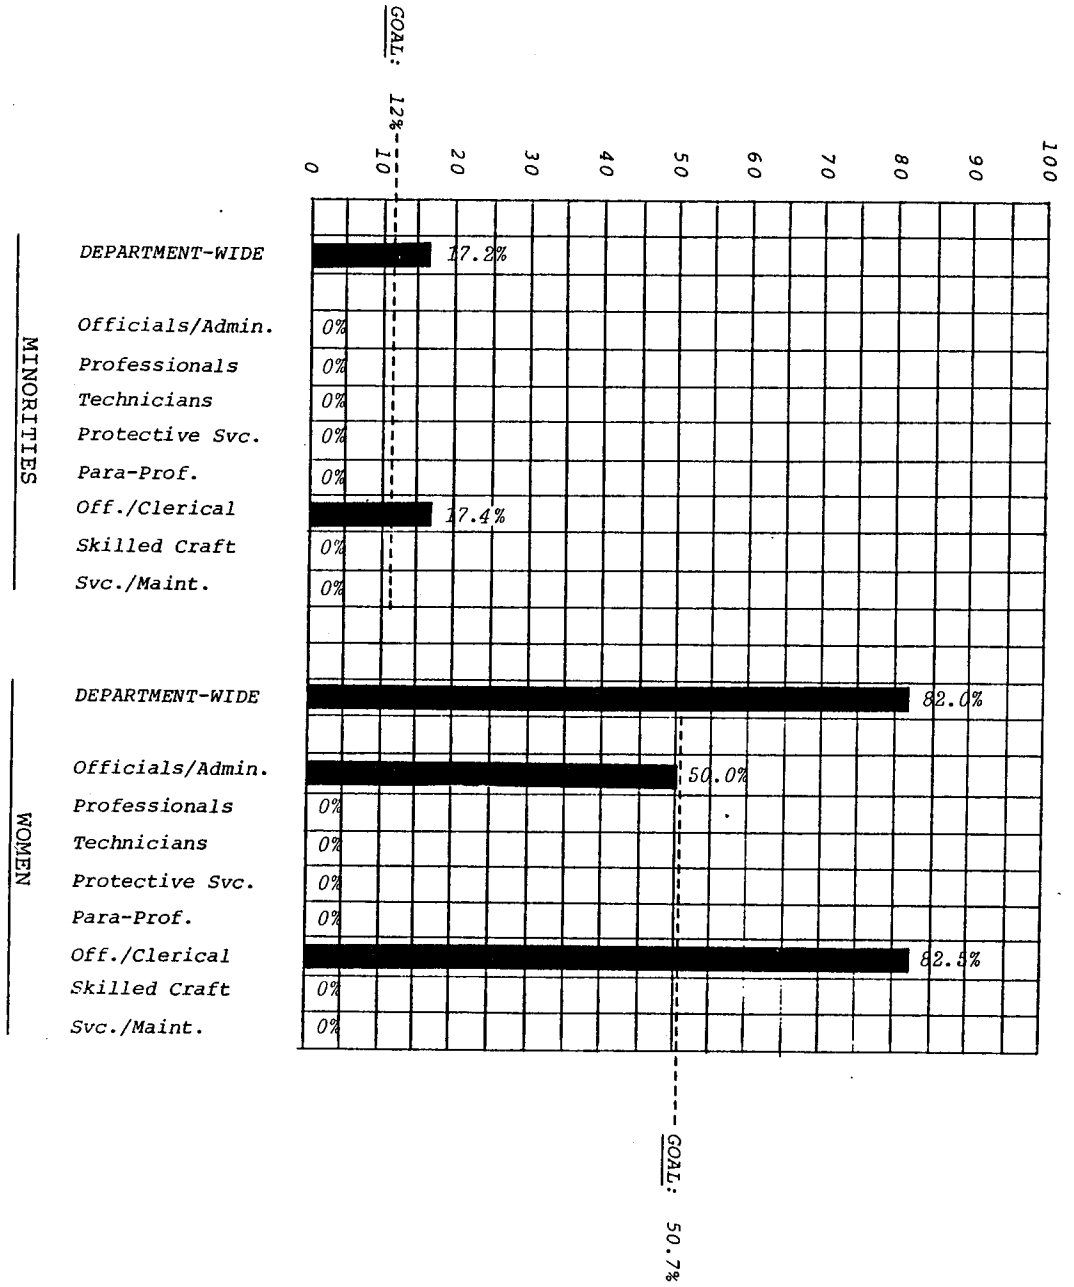 GOAL: 12%
0 10 20 30 40 50 60 70 80 90 100
MINORITIES
DEPARTMENT-WIDE 17.2%
Officials/Admin. 0%
Professionals 0%
Technicians 0%
Protective Svc. 0%
Para-Prof. 0%
Off./Clerical 17.4%
Skilled Craft 0%
Svc./Maint. 0%
WOMEN
DEPARTMENT-WIDE 82.0%
Officials/Admin. 50.0%
Professionals 0%
Technicians 0%
Protective Svc. 0%
Para-Prof. 0%
Off./Clerical 82.5%
Skilled Craft 0%
Svc./Maint. 0%
GOAL: 50.7%